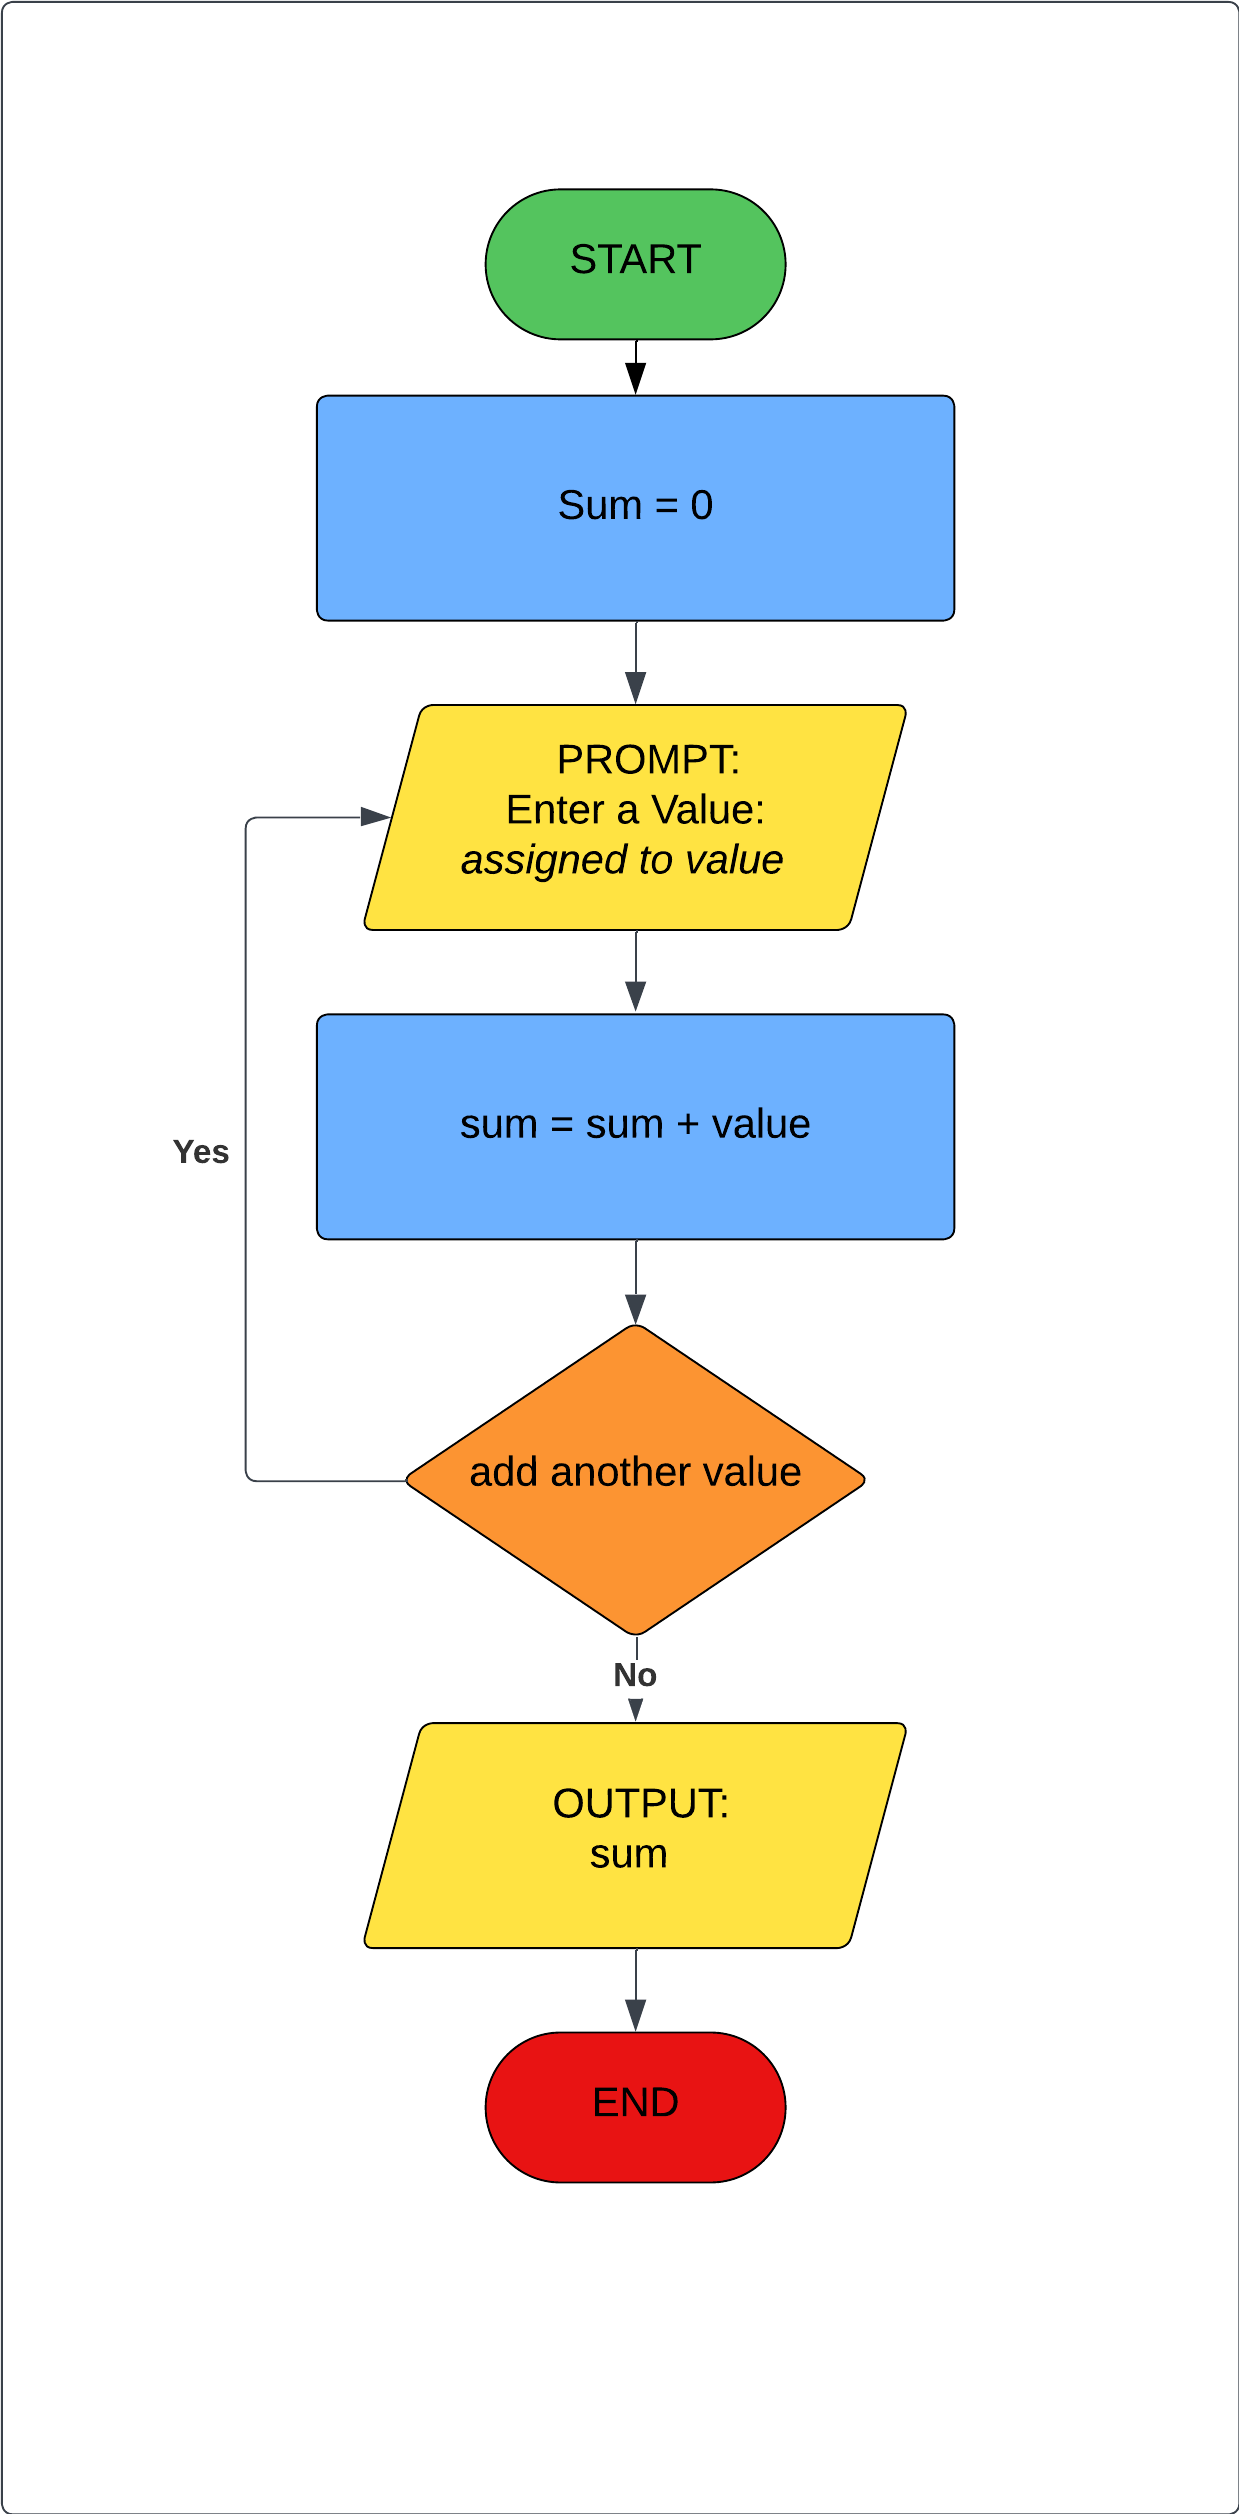 START
Sum = 0
PROMPT:
Enter a Value:
assigned to value
sum = sum + value
Yes
add another value
No
OUTPUT:
sum
END